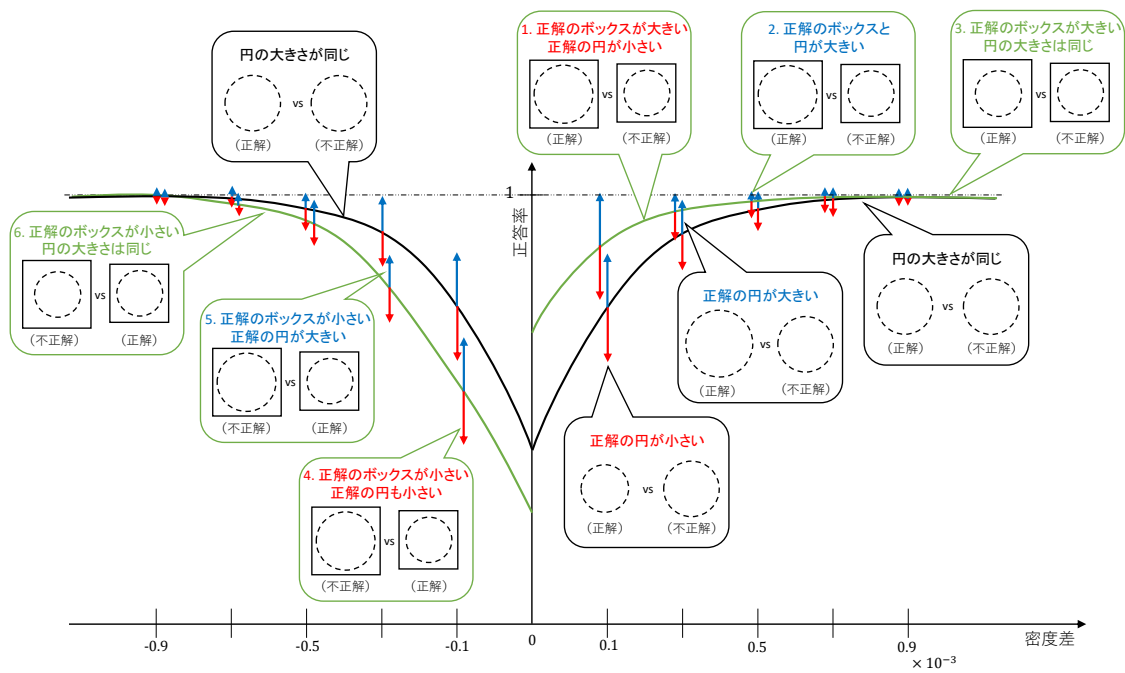 円の大きさが同じ
vs
(正解)
(不正解)
1. 正解のボックスが大きい
正解の円が小さい
vs
(正解)
(不正解)
2. 正解のボックスと
円が大きい
vs
(正解)
(不正解)
3. 正解のボックスが大きい
円の大きさは同じ
vs
(正解)
(不正解)
1
正答率
6. 正解のボックスが小さい
円の大きさは同じ
vs
(不正解)
(正解)
5. 正解のボックスが小さい
正解の円が大きい
vs
(不正解)
(正解)
4. 正解のボックスが小さい
正解の円も小さい
vs
(不正解)
(正解)
正解の円が大きい
vs
(正解)
(不正解)
円の大きさが同じ
vs
(正解)
(不正解)
正解の円が小さい
vs
(正解)
(不正解)
-0.9
-0.5
-0.1
0
0.1
0.5
0.9
密度差
× 10⁻³